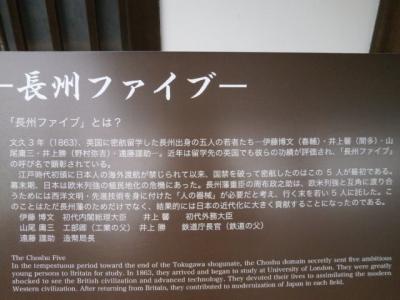 —長州ファイブ—
「長州ファイブ」とは？
文久３年（1863）、英国に密航留学した長州出身の五人の若者たち―伊藤博文（春輔）・井上馨（聞多）・山
尾庸三・井上勝（野村弥吉）・遠藤謹助―。近年は留学先の英国でも彼らの功績が評価され、「長州ファイブ」
の呼び名で顕彰されている。
江戸時代初頭に日本人の海外渡航が禁じられて以来、国禁を破って密航したのはこの５人が最初である。
幕末期、日本は欧米列強の植民地化の危機にあった。長州藩重臣の周布政之助は、欧米列強と互角に渡り合
うためには西洋文明・先進技術を身に付けた「人の器械」が必要だと考え、行く末を若い５人に託した。こ
のことはただ長州藩のためだけでなく、結果的には日本の近代化に大きく貢献することになったのである。
伊藤 博文 初代内閣総理大臣 井上 馨 初代外務大臣
山尾 庸三 工部卿（工業の父） 井上 勝 鉄道庁長官（鉄道の父）
遠藤 謹助 造幣局長
The Choshu Five
In the tempestuous period toward the end of the Tokugawa shogunate, the Choshu domain secretly sent five ambitious
young persons to Britain for study. In 1863, they arrived and began to study at University of London. They were greatly
shocked to see the British civilization and advanced technology. They devoted their lives to assimilating the modern
Western civilization. After returning from Britain, they contributed to modernization of Japan in each field.